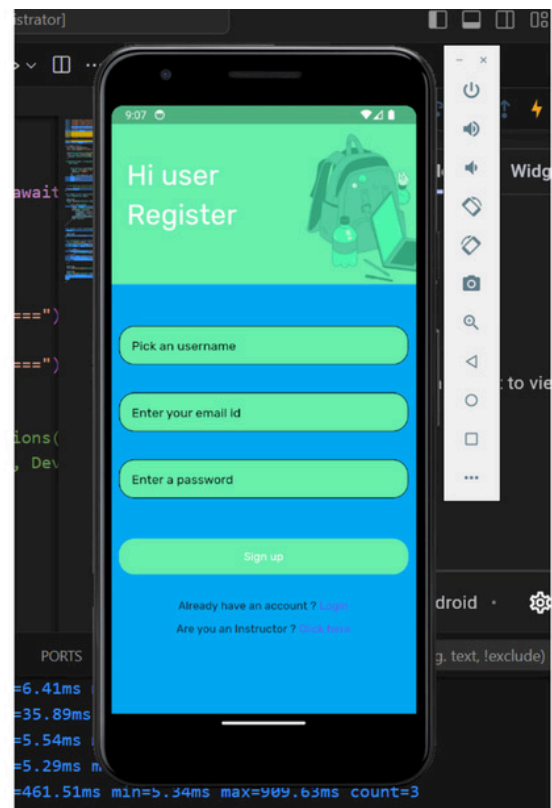 istrator]
9:07
Hi user
Register
await
Widg
Pick an username
===")
===")
to vie
Enter your email id
ions(
, Dev
Enter a password
Sign up
Already have an account ? Login
Are you an Instructor ? Click here
droid
PORTS
g. text, !exclude)
=6.41ms
=35.89ms
=5.54ms
=5.29ms m
=461.51ms min=5.34ms max=909.63ms count=3